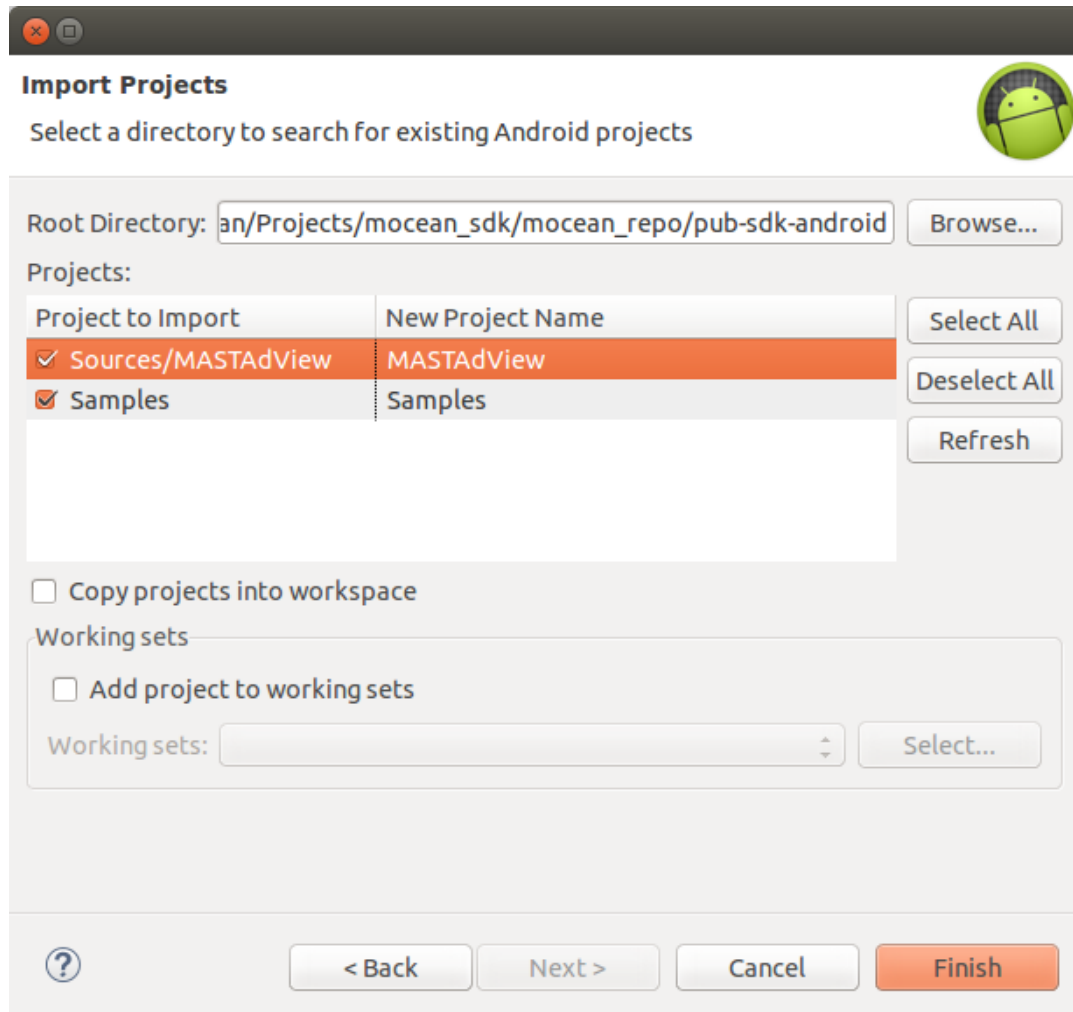 Import Projects
Select a directory to search for existing Android projects
Root Directory: an/Projects/mocean_sdk/mocean_repo/pub-sdk-android Browse...
Projects:
Project to Import New Project Name Select All
Sources/MASTAdView MASTAdView
Deselect All
Samples Samples
Refresh
Copy projects into workspace
Working sets
Add project to working sets
Working sets: Select...
? < Back Next > Cancel Finish